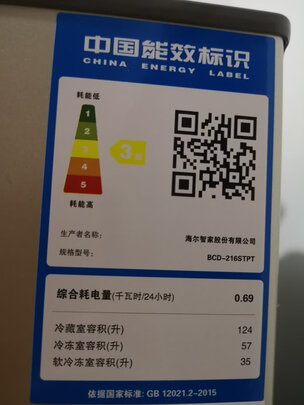 中国能效标识
CHINA ENERGY LABEL
耗能低
1
2
3
4
5
耗能高
3级
生产者名称: 海尔智家股份有限公司
规格型号: BCD-216STPT
综合耗电量(千瓦时/24小时) 0.69
冷藏室容积(升) 124
冷冻室容积(升) 57
软冷冻室容积(升) 35
依据国家标准: GB 12021.2-2015